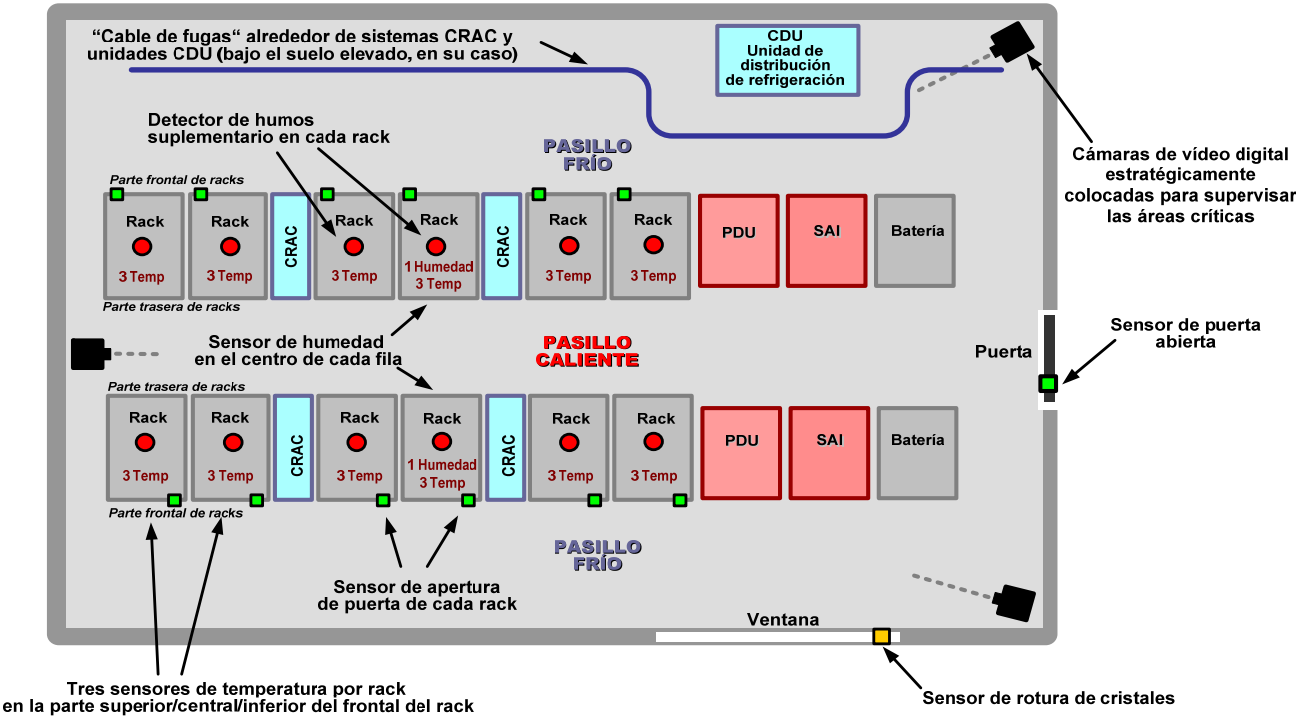 “Cable de fugas“ alrededor de sistemas CRAC y
unidades CDU (bajo el suelo elevado, en su caso)
CDU
Unidad de
distribución
de refrigeración
Detector de humos
suplementario en cada rack
PASILLO
FRÍO
Cámaras de vídeo digital
estratégicamente
colocadas para supervisar
las áreas críticas
Parte frontal de racks
Rack
3 Temp
Rack
3 Temp
CRAC
Rack
3 Temp
Rack
1 Humedad
3 Temp
CRAC
Rack
3 Temp
Rack
3 Temp
PDU
SAI
Batería
Parte trasera de racks
Sensor de humedad
en el centro de cada fila
PASILLO
CALIENTE
Puerta
Sensor de puerta
abierta
Parte trasera de racks
Rack
3 Temp
Rack
3 Temp
CRAC
Rack
3 Temp
Rack
1 Humedad
3 Temp
CRAC
Rack
3 Temp
Rack
3 Temp
PDU
SAI
Batería
Parte frontal de racks
PASILLO
FRÍO
Sensor de apertura
de puerta de cada rack
Ventana
Tres sensores de temperatura por rack
en la parte superior/central/inferior del frontal del rack
Sensor de rotura de cristales